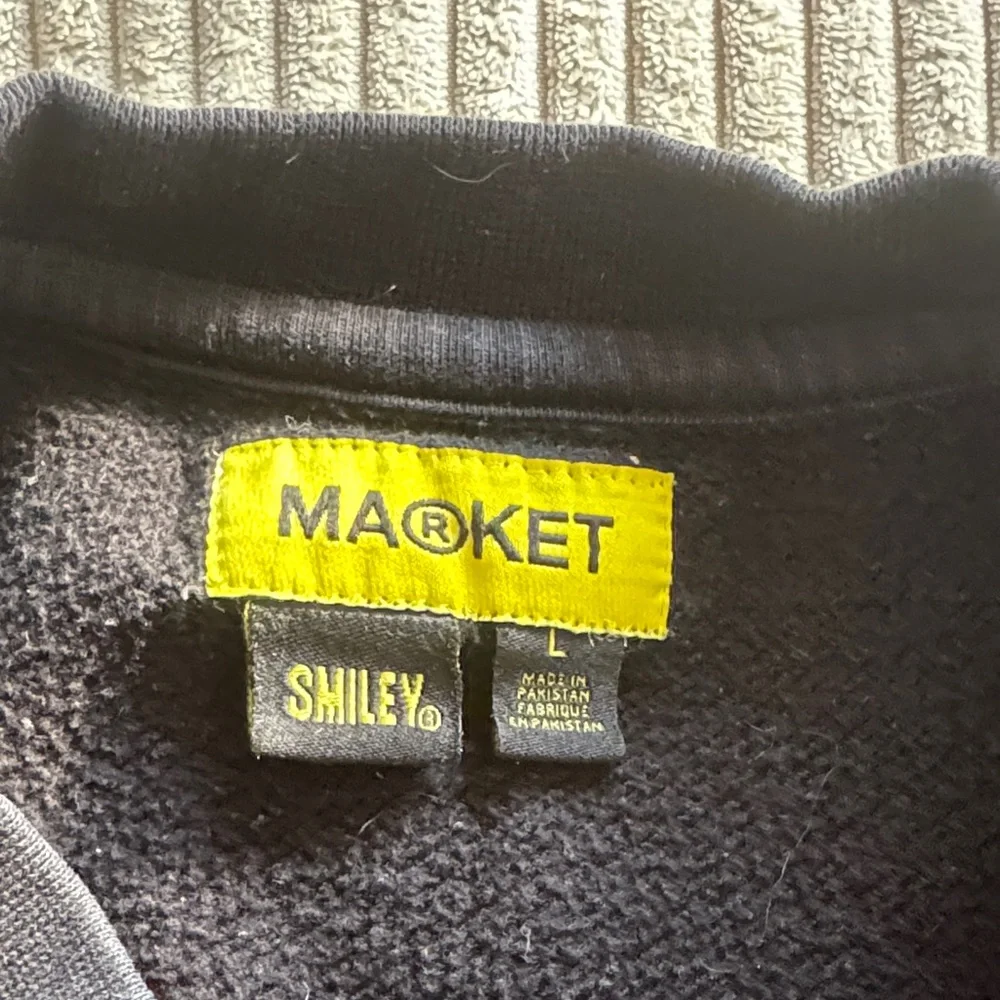 MA®KET
SMILEY®
L
MADE IN
PAKISTAN
FABRIQUE
EN PAKISTAN